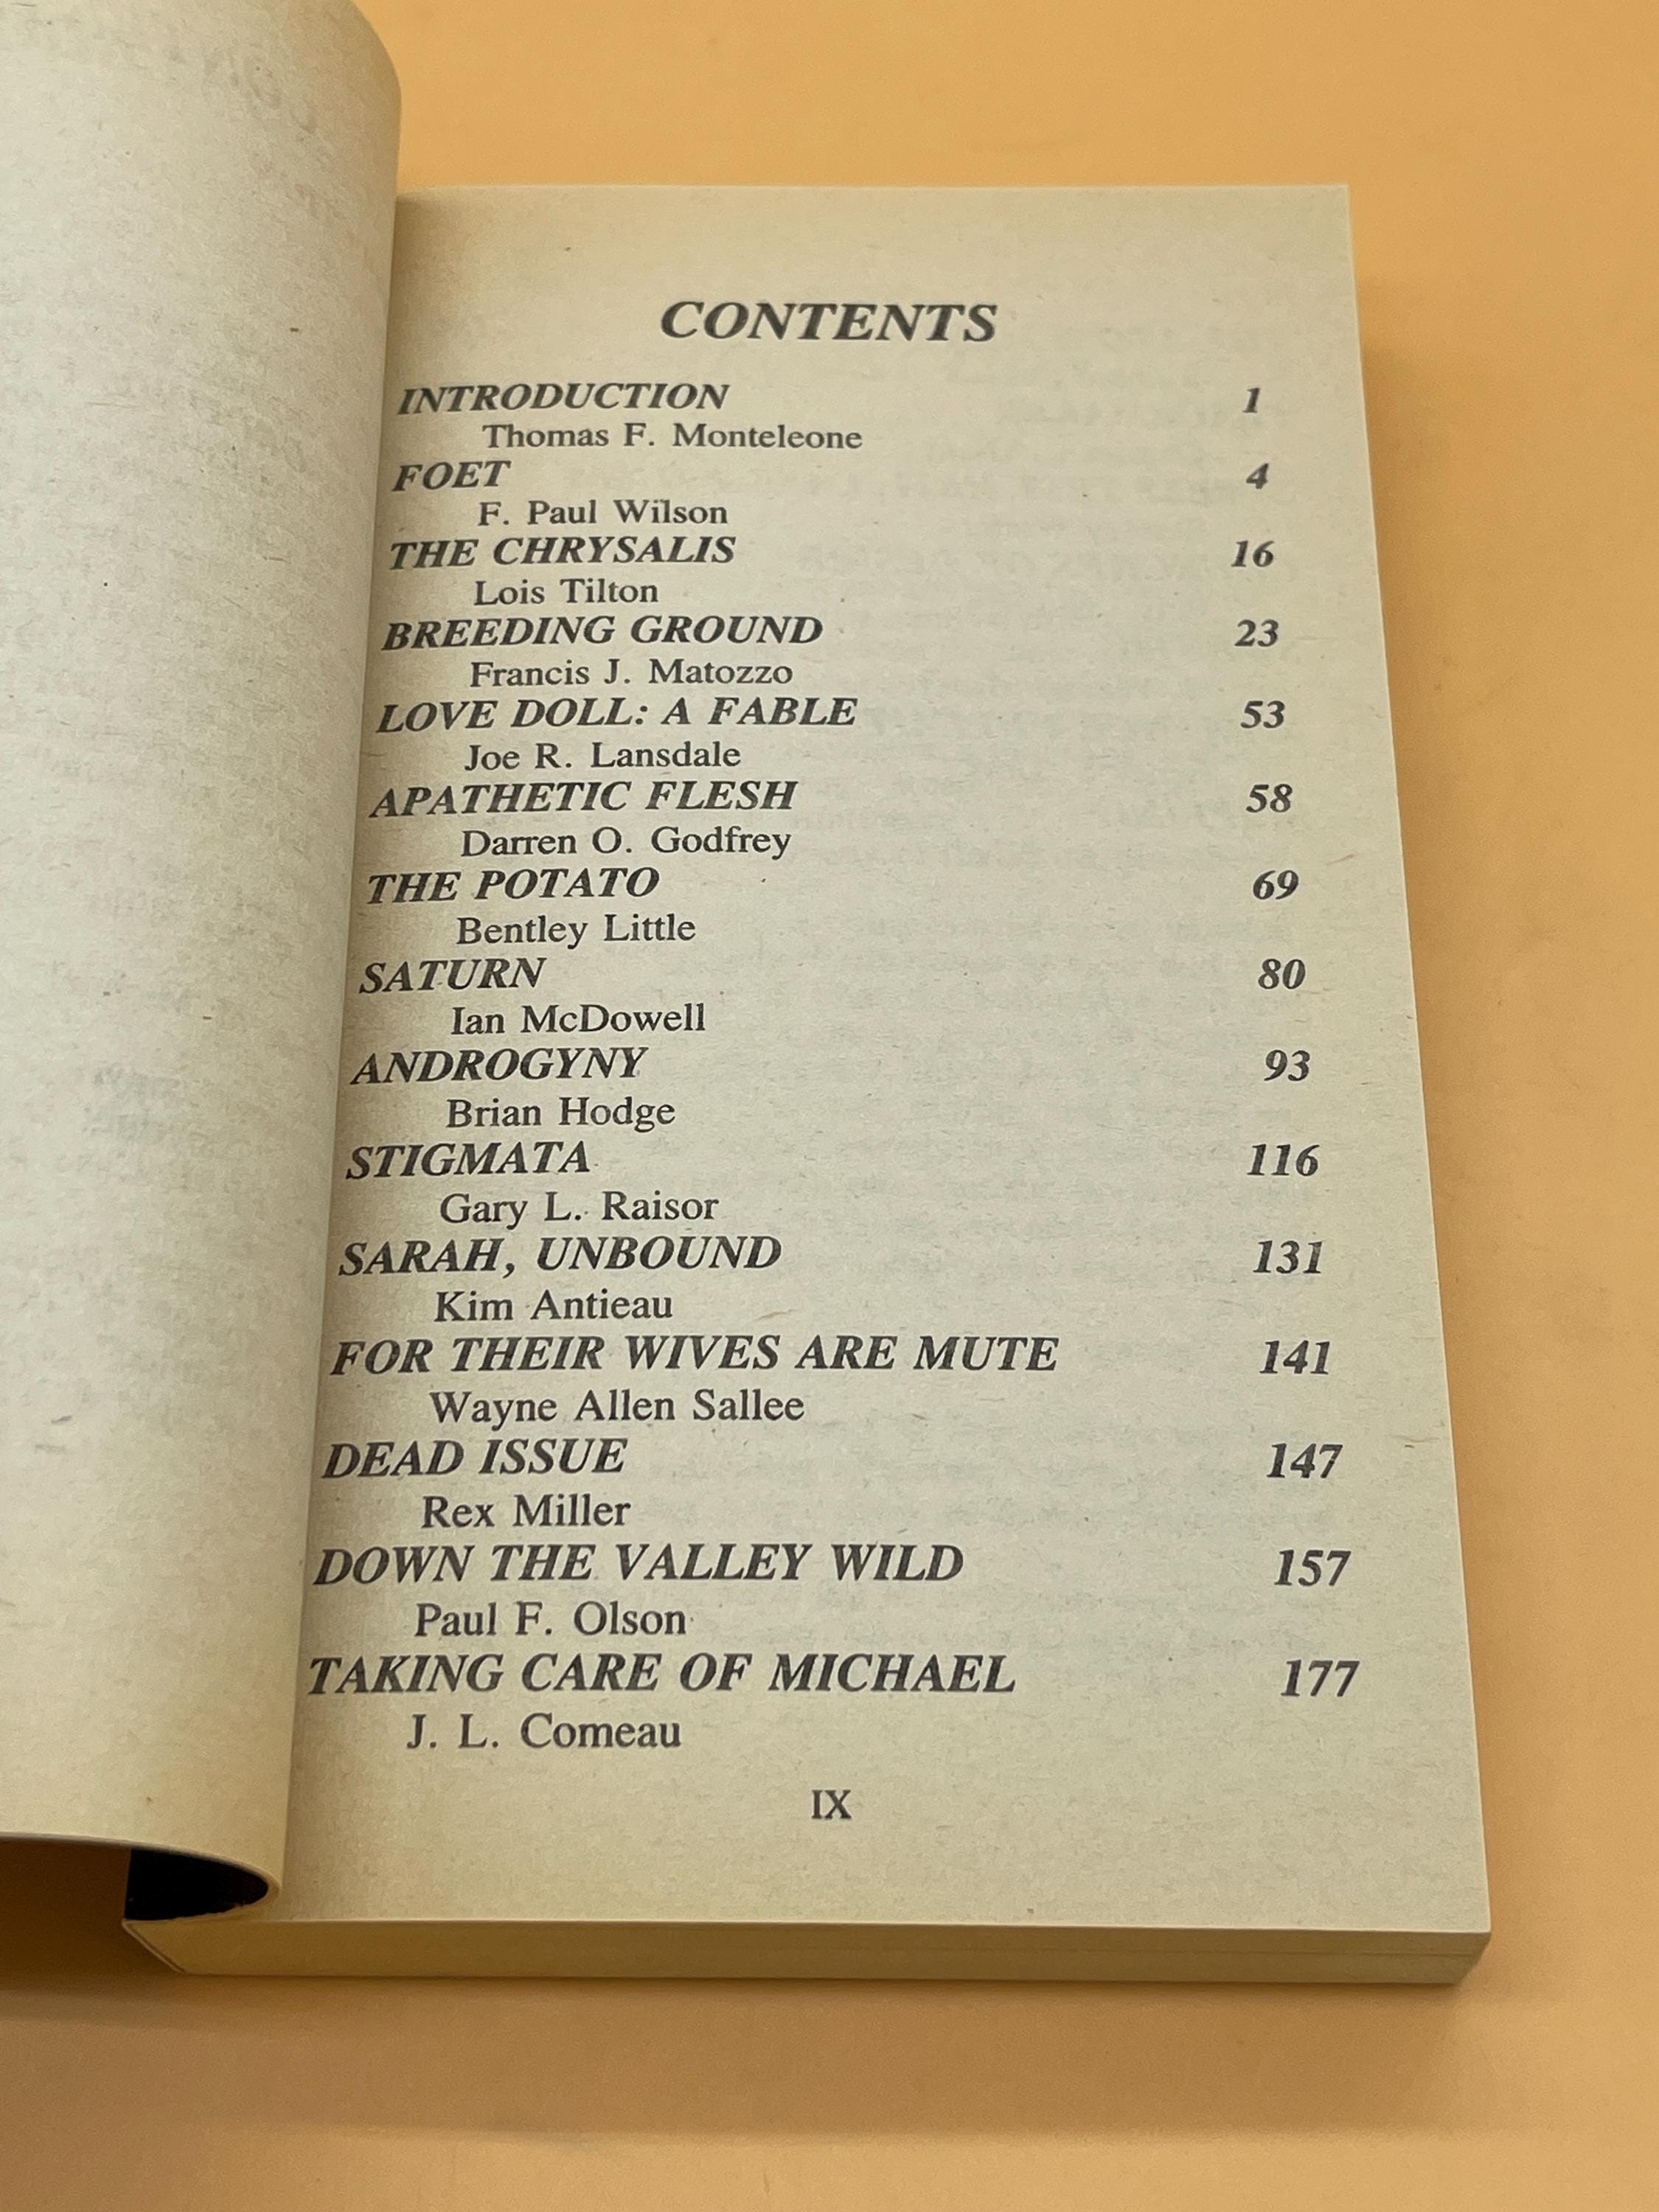 CONTENTS
INTRODUCTION 1
Thomas F. Monteleone
FOET 4
F. Paul Wilson
THE CHRYSALIS 16
Lois Tilton
BREEDING GROUND 23
Francis J. Matozzo
LOVE DOLL: A FABLE 53
Joe R. Lansdale
APATHETIC FLESH 58
Darren O. Godfrey
THE POTATO 69
Bentley Little
SATURN 80
Ian McDowell
ANDROGYNY 93
Brian Hodge
STIGMATA 116
Gary L. Raisor
SARAH, UNBOUND 131
Kim Antieau
FOR THEIR WIVES ARE MUTE 141
Wayne Allen Sallee
DEAD ISSUE 147
Rex Miller
DOWN THE VALLEY WILD 157
Paul F. Olson
TAKING CARE OF MICHAEL 177
J. L. Comeau
IX